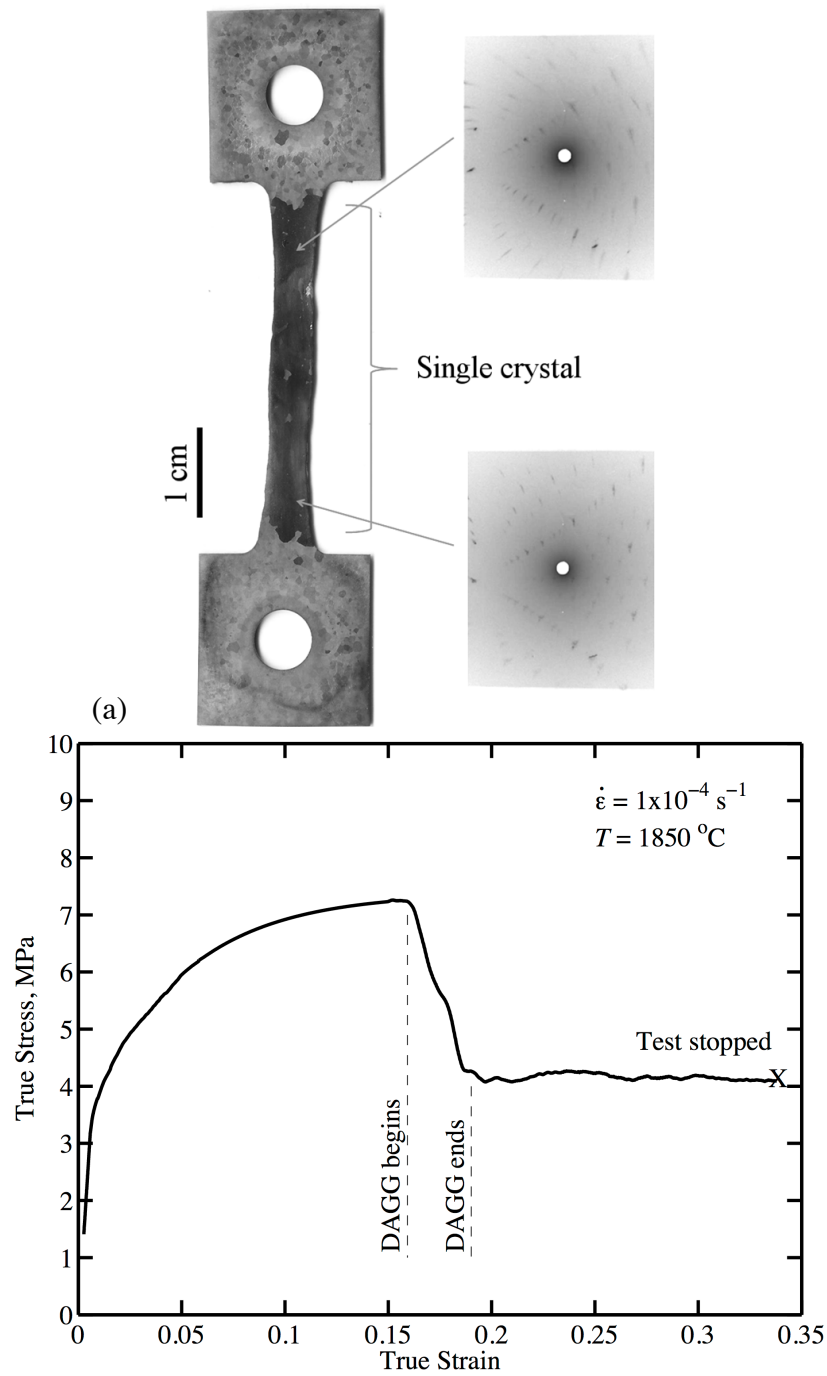 Single crystal
1 cm
(a)
10
9
8
7
6
5
4
3
2
1
0
True Stress, MPa
ε̇ = 1x10⁻⁴ s⁻¹
T = 1850 °C
Test stopped
X
DAGG begins
DAGG ends
0
0.05
0.1
0.15
0.2
0.25
0.3
0.35
True Strain